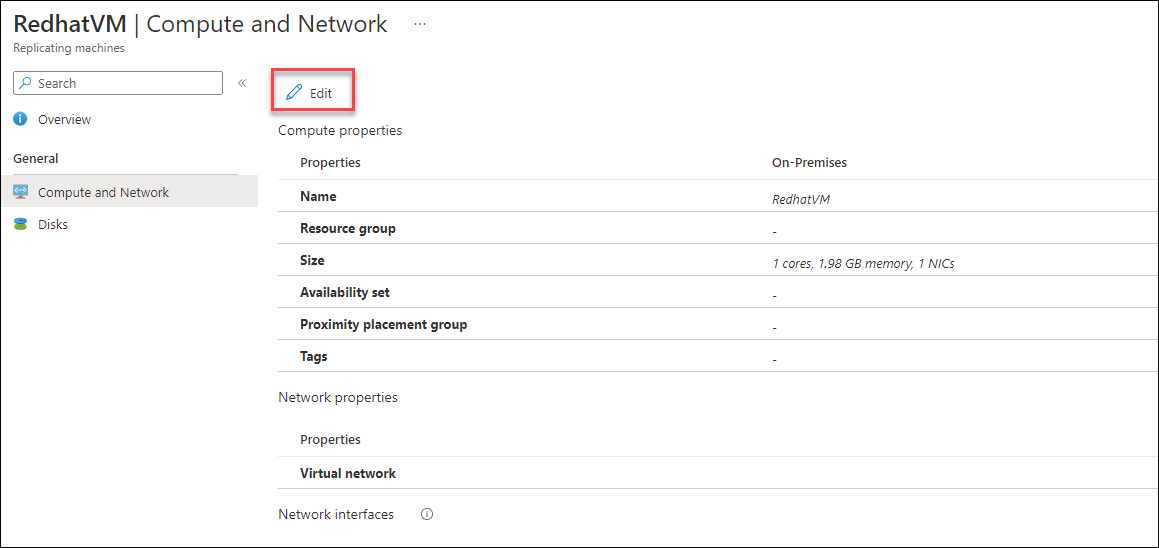 RedhatVM | Compute and Network ...
Replicating machines
Search «
Edit
Overview
Compute properties
General
Properties On-Premises
Compute and Network
Name RedhatVM
Disks
Resource group -
Size 1 cores, 1.98 GB memory, 1 NICs
Availability set -
Proximity placement group -
Tags -
Network properties
Properties
Virtual network
Network interfaces